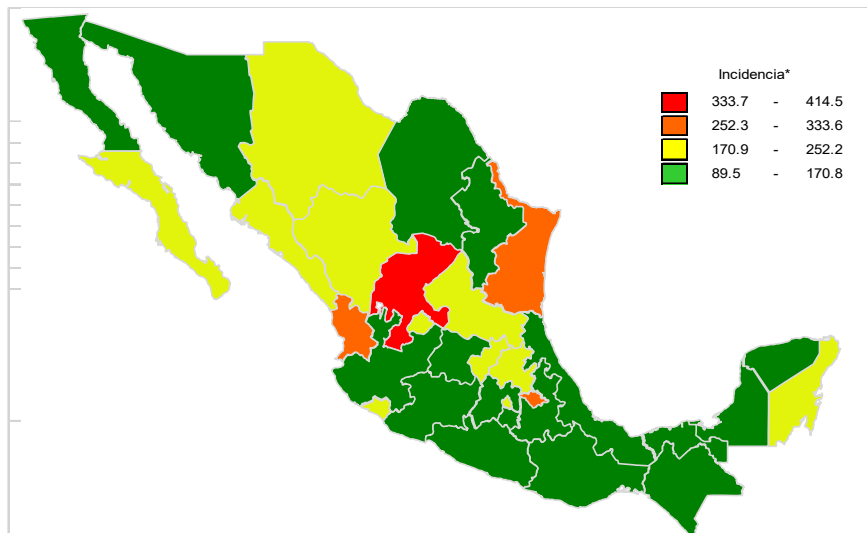 Incidencia*
333.7 - 414.5
252.3 - 333.6
170.9 - 252.2
89.5 - 170.8